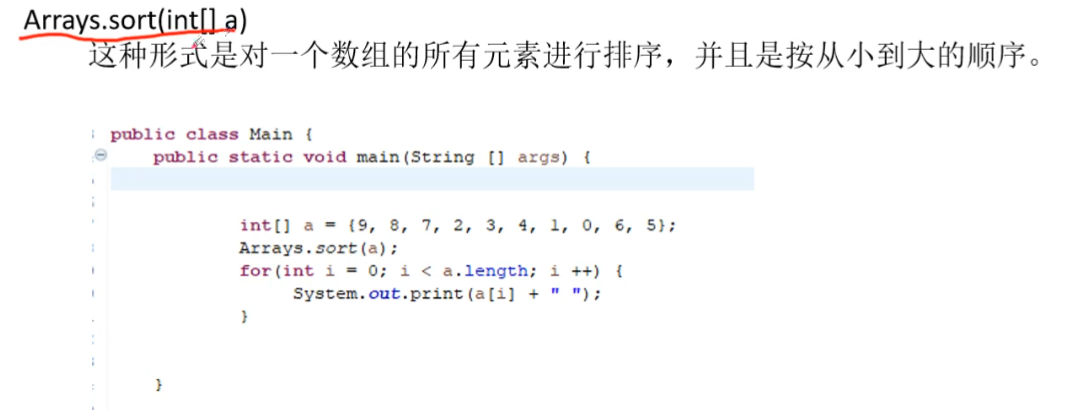 Arrays.sort(int[] a)
这种形式是对一个数组的所有元素进行排序，并且是按从小到大的顺序。
public class Main {
public static void main(String [] args) {
int[] a = {9, 8, 7, 2, 3, 4, 1, 0, 6, 5};
Arrays.sort(a);
for(int i = 0; i < a.length; i ++) {
System.out.print(a[i] + " ");
}
}